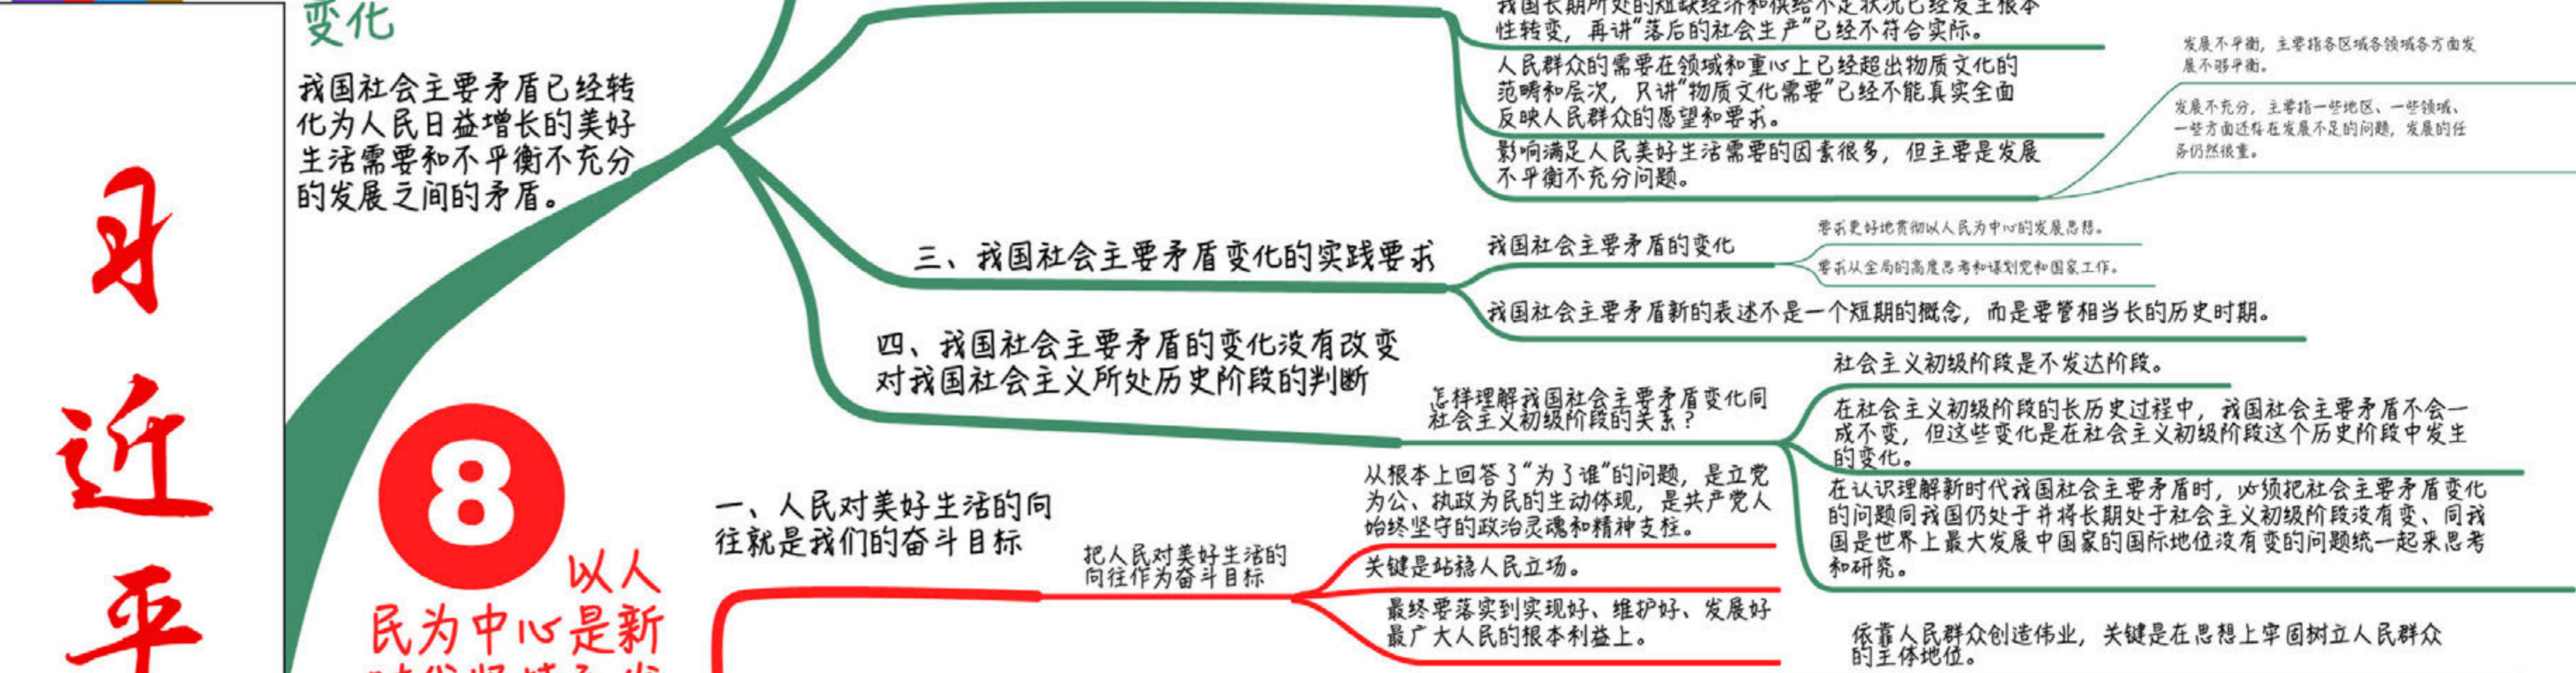 习
近
平
变化
我国社会主要矛盾已经转
化为人民日益增长的美好
生活需要和不平衡不充分
的发展之间的矛盾。
我国长期所处的短缺经济和供给不足状况已经发生根本
性转变，再讲“落后的社会生产”已经不符合实际。
人民群众的需要在领域和重心上已经超出物质文化的
范畴和层次，只讲“物质文化需要”已经不能真实全面
反映人民群众的愿望和要求。
影响满足人民美好生活需要的因素很多，但主要是发展
不平衡不充分问题。
发展不平衡，主要指各区域各领域各方面发
展不够平衡。
发展不充分，主要指一些地区、一些领域、
一些方面还存在发展不足的问题，发展的任
务仍然很重。
三、我国社会主要矛盾变化的实践要求
我国社会主要矛盾的变化
要求更好地贯彻以人民为中心的发展思想。
要求从全局的高度思考和谋划党和国家工作。
我国社会主要矛盾新的表述不是一个短期的概念，而是要管相当长的历史时期。
四、我国社会主要矛盾的变化没有改变
对我国社会主义所处历史阶段的判断
怎样理解我国社会主要矛盾变化同
社会主义初级阶段的关系？
社会主义初级阶段是不发达阶段。
在社会主义初级阶段的长历史过程中，我国社会主要矛盾不会一
成不变，但这些变化是在社会主义初级阶段这个历史阶段中发生
的变化。
在认识理解新时代我国社会主要矛盾时，必须把社会主要矛盾变化
的问题同我国仍处于并将长期处于社会主义初级阶段没有变、同我
国是世界上最大发展中国家的国际地位没有变的问题统一起来思考
和研究。
8
以人
民为中心是新
一、人民对美好生活的向
往就是我们的奋斗目标
把人民对美好生活的
向往作为奋斗目标
从根本上回答了“为了谁”的问题，是立党
为公、执政为民的生动体现，是共产党人
始终坚守的政治灵魂和精神支柱。
关键是站稳人民立场。
最终要落实到实现好、维护好、发展好
最广大人民的根本利益上。
依靠人民群众创造伟业，关键是在思想上牢固树立人民群众
的主体地位。